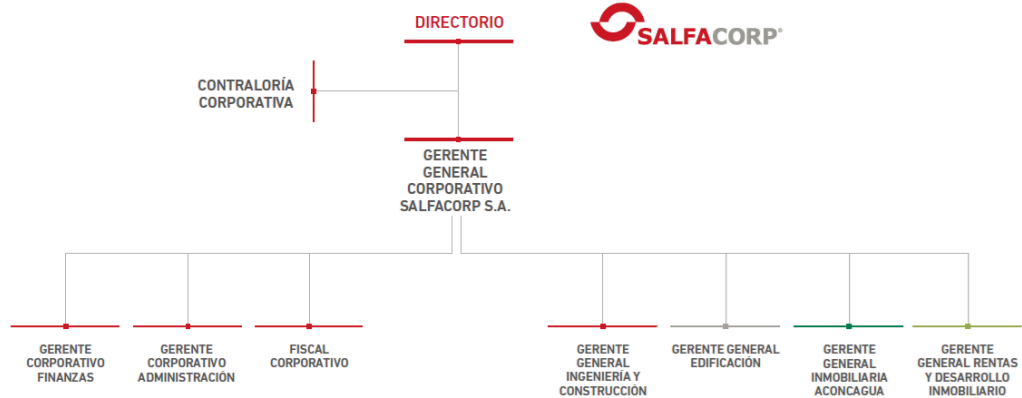 DIRECTORIO
SALFACORP®
CONTRALORÍA
CORPORATIVA
GERENTE
GENERAL
CORPORATIVO
SALFACORP S.A.
GERENTE
CORPORATIVO
FINANZAS
GERENTE
CORPORATIVO
ADMINISTRACIÓN
FISCAL
CORPORATIVO
GERENTE
GENERAL
INGENIERÍA Y
CONSTRUCCIÓN
GERENTE GENERAL
EDIFICACIÓN
GERENTE
GENERAL
INMOBILIARIA
ACONCAGUA
GERENTE
GENERAL RENTAS
Y DESARROLLO
INMOBILIARIO